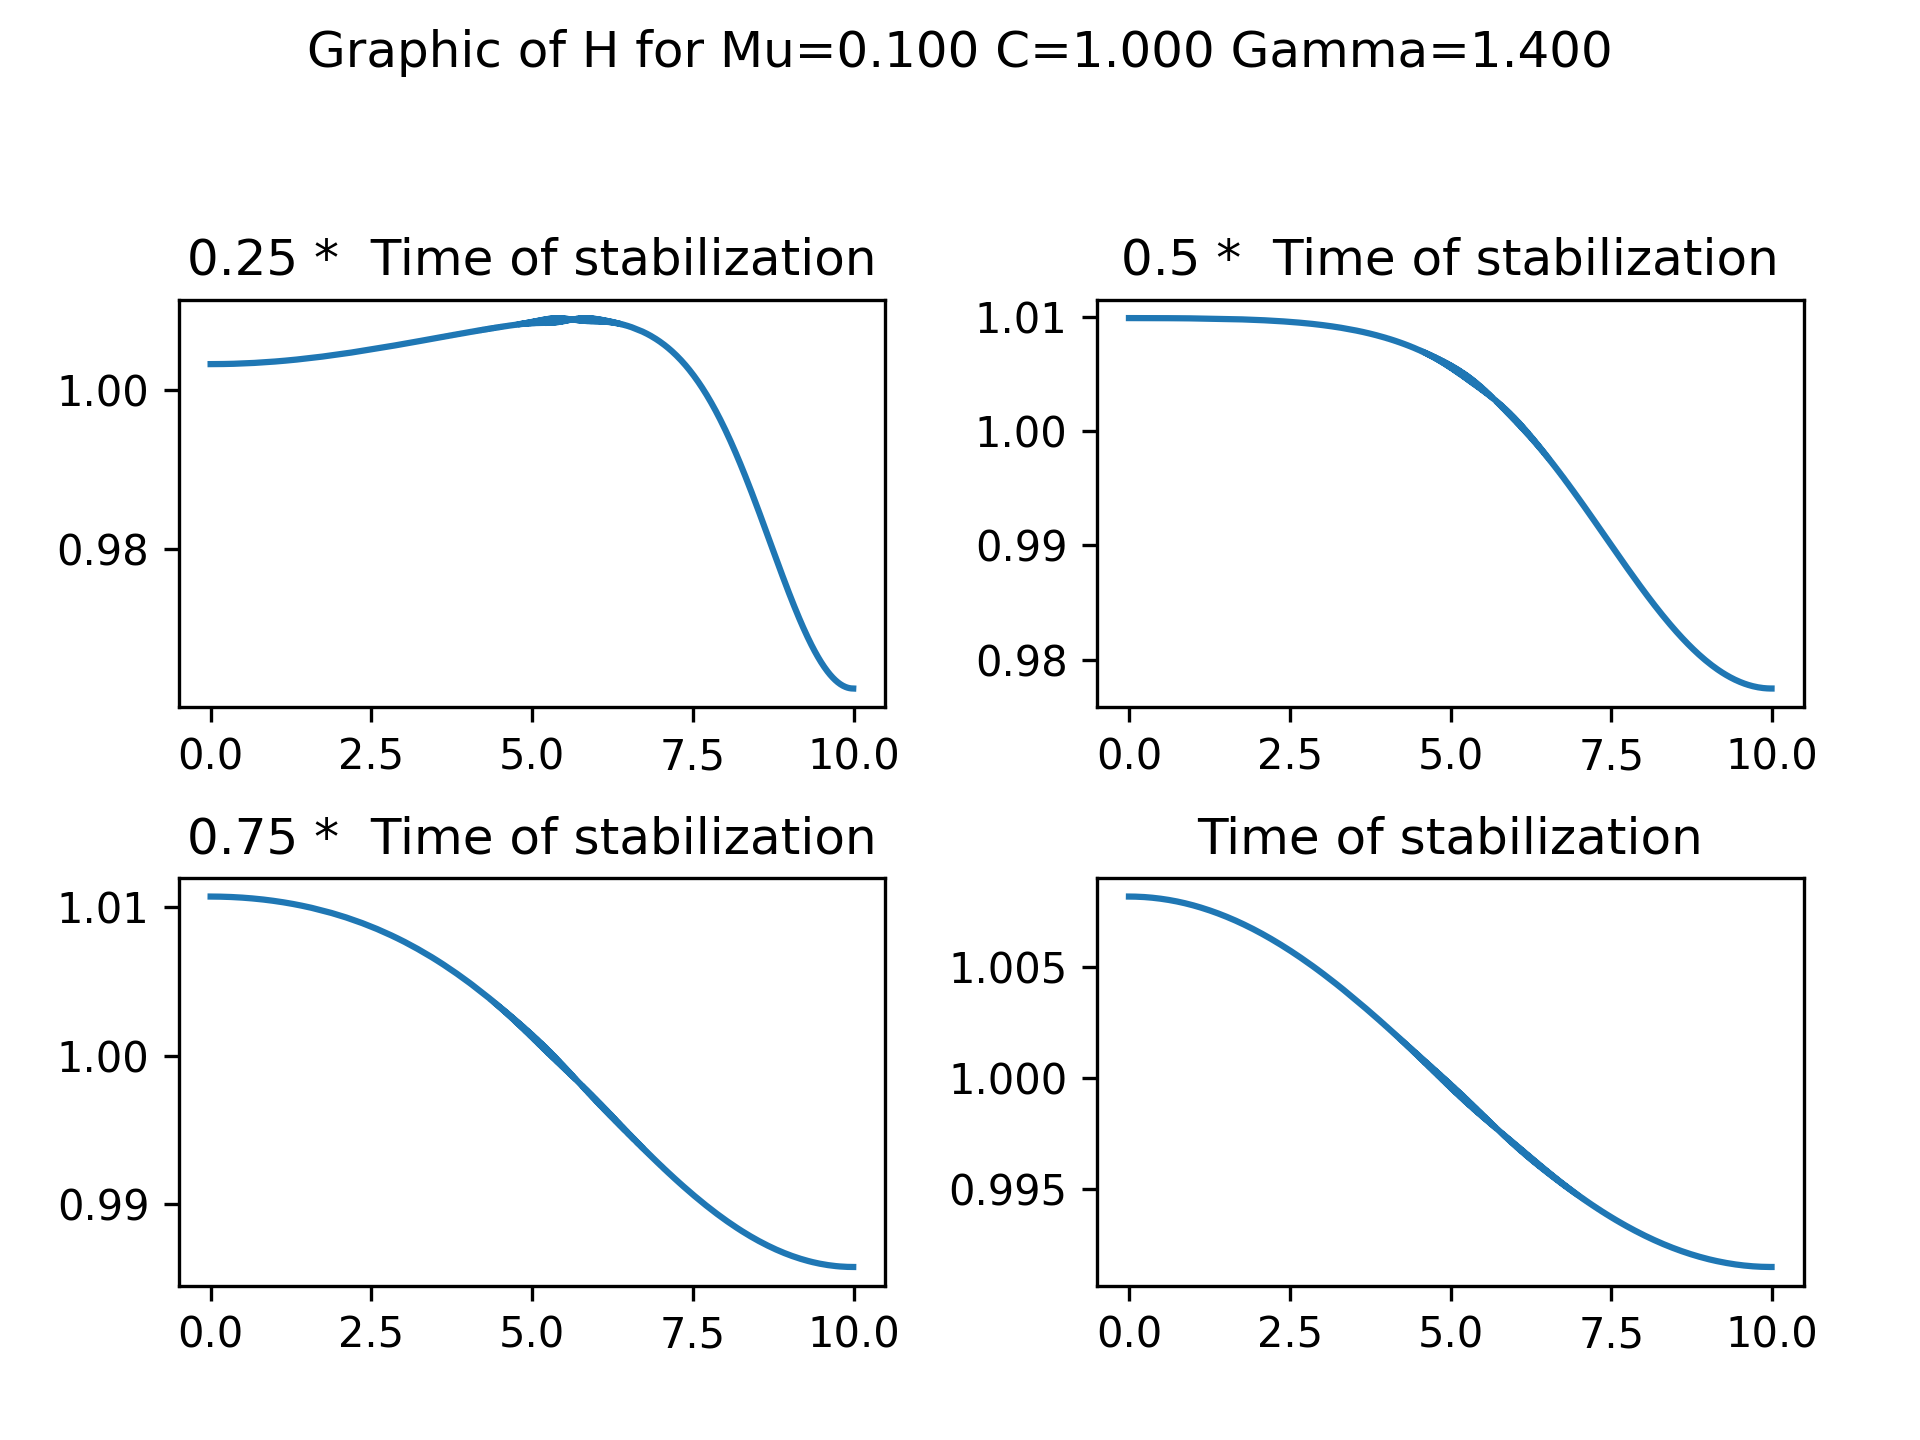 Graphic of H for Mu=0.100 C=1.000 Gamma=1.400
0.25 *  Time of stabilization
1.00
0.98
0.0 2.5 5.0 7.5 10.0
0.5 *  Time of stabilization
1.01
1.00
0.99
0.98
0.0 2.5 5.0 7.5 10.0
0.75 *  Time of stabilization
1.01
1.00
0.99
0.0 2.5 5.0 7.5 10.0
Time of stabilization
1.005
1.000
0.995
0.0 2.5 5.0 7.5 10.0